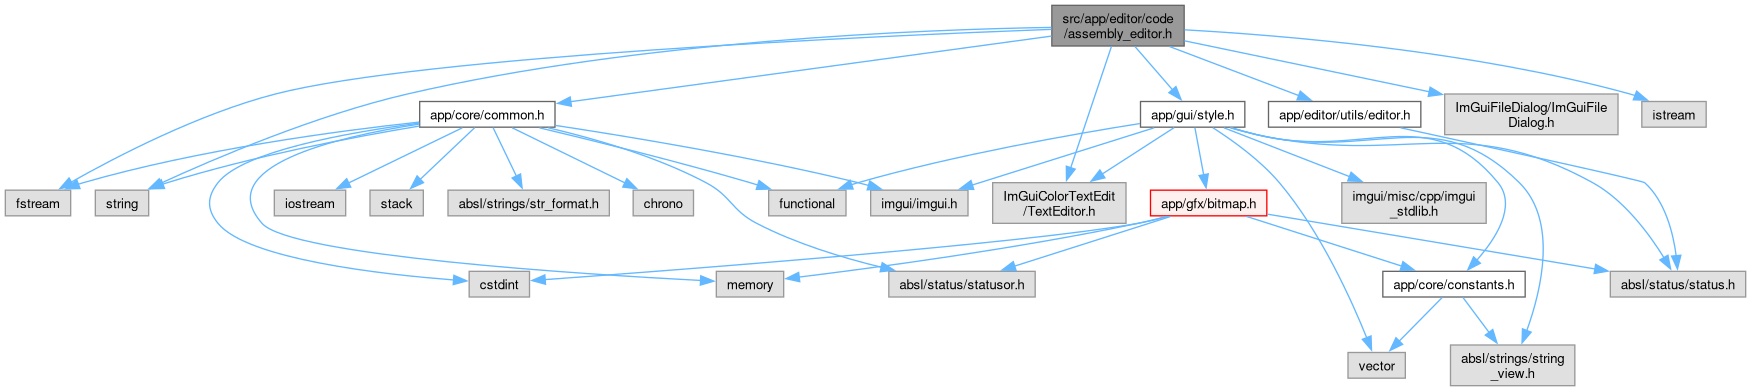 src/app/editor/code
/assembly_editor.h
app/core/common.h
app/gui/style.h
app/editor/utils/editor.h
ImGuiFileDialog/ImGuiFile
Dialog.h
istream
fstream
string
iostream
stack
absl/strings/str_format.h
chrono
functional
imgui/imgui.h
ImGuiColorTextEdit
/TextEditor.h
app/gfx/bitmap.h
imgui/misc/cpp/imgui
_stdlib.h
cstdint
memory
absl/status/statusor.h
app/core/constants.h
absl/status/status.h
vector
absl/strings/string
_view.h